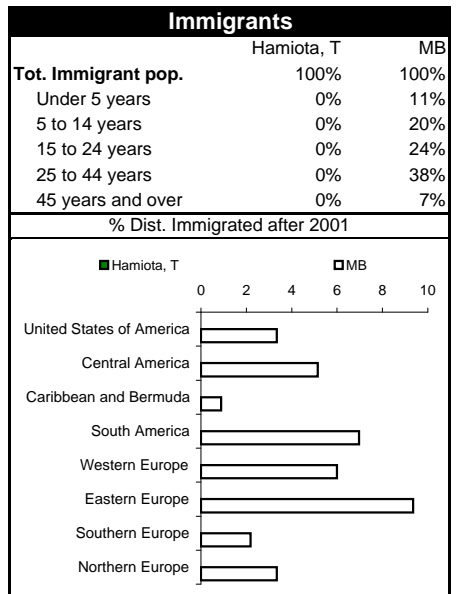 Immigrants
Hamiota, T MB
Tot. Immigrant pop. 100% 100%
Under 5 years 0% 11%
5 to 14 years 0% 20%
15 to 24 years 0% 24%
25 to 44 years 0% 38%
45 years and over 0% 7%
% Dist. Immigrated after 2001
Hamiota, T MB
0 2 4 6 8 10
United States of America
Central America
Caribbean and Bermuda
South America
Western Europe
Eastern Europe
Southern Europe
Northern Europe